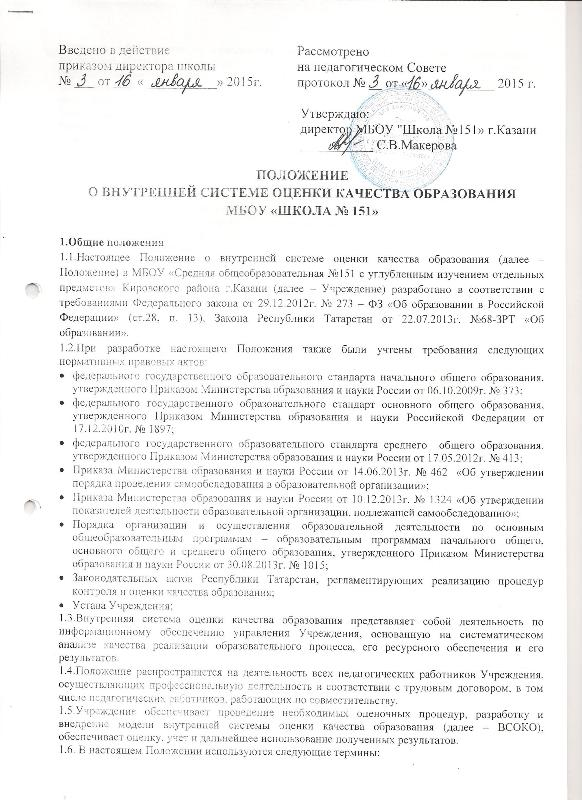 Введено в действие
приказом директора школы
№ 3 от 16 « января » 2015г.
Рассмотрено
на педагогическом Совете
протокол № 3 от «16» января 2015 г.
Утверждаю:
директор МБОУ "Школа №151» г.Казани
С.В.Макерова
ПОЛОЖЕНИЕ
О ВНУТРЕННЕЙ СИСТЕМЕ ОЦЕНКИ КАЧЕСТВА ОБРАЗОВАНИЯ
МБОУ «ШКОЛА № 151»
1.Общие положения
1.1.Настоящее Положение о внутренней системе оценки качества образования (далее –
Положение) в МБОУ «Средняя общеобразовательная №151 с углубленным изучением отдельных
предметов» Кировского района г.Казани (далее – Учреждение) разработано в соответствии с
требованиями Федерального закона от 29.12.2012г. № 273 – ФЗ «Об образовании в Российской
Федерации» (ст.28, п. 13), Закона Республики Татарстан от 22.07.2013г. №68-ЗРТ «Об
образовании».
1.2.При разработке настоящего Положения также были учтены требования следующих
нормативных правовых актов:
• федерального государственного образовательного стандарта начального общего образования,
утвержденного Приказом Министерства образования и науки России от 06.10.2009г. № 373;
• федерального государственного образовательного стандарт основного общего образования,
утвержденного Приказом Министерства образования и науки Российской Федерации от
17.12.2010г. № 1897;
• федерального государственного образовательного стандарта среднего общего образования,
утвержденного Приказом Министерства образования и науки России от 17.05.2012г. № 413;
• Приказа Министерства образования и науки России от 14.06.2013г. № 462 «Об утверждении
порядка проведения самообследования в образовательной организации»;
• Приказа Министерства образования и науки России от 10.12.2013г. № 1324 «Об утверждении
показателей деятельности образовательной организации, подлежащей самообследованию»;
• Порядка организации и осуществления образовательной деятельности по основным
общеобразовательным программам – образовательным программам начального общего,
основного общего и среднего общего образования, утвержденного Приказом Министерства
образования и науки России от 30.08.2013г. № 1015;
• Законодательных актов Республики Татарстан, регламентирующих реализацию процедур
контроля и оценки качества образования;
• Устава Учреждения;
1.3.Внутренняя система оценки качества образования представляет собой деятельность по
информационному обеспечению управления Учреждения, основанную на систематическом
анализе качества реализации образовательного процесса, его ресурсного обеспечения и его
результатов.
1.4.Положение распространяется на деятельность всех педагогических работников Учреждения,
осуществляющих профессиональную деятельность в соответствии с трудовым договором, в том
числе педагогических работников, работающих по совместительству.
1.5.Учреждение обеспечивает проведение необходимых оценочных процедур, разработку и
внедрение модели внутренней системы оценки качества образования (далее – ВСОКО),
обеспечивает оценку, учет и дальнейшее использование полученных результатов.
1.6. В настоящем Положении используются следующие термины: